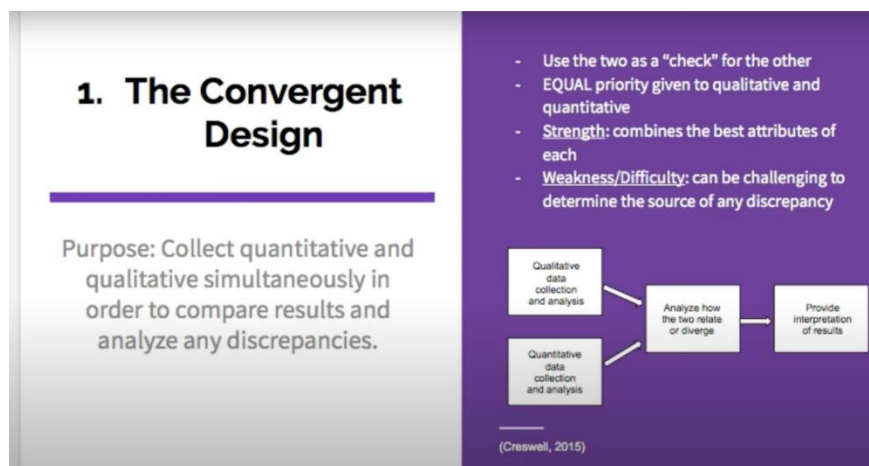 1. The Convergent
Design
Purpose: Collect quantitative and
qualitative simultaneously in
order to compare results and
analyze any discrepancies.
- Use the two as a “check” for the other
- EQUAL priority given to qualitative and
quantitative
- Strength: combines the best attributes of
each
- Weakness/Difficulty: can be challenging to
determine the source of any discrepancy
Qualitative
data
collection
and analysis
Quantitative
data
collection
and analysis
Analyze how
the two relate
or diverge
Provide
interpretation
of results
(Creswell, 2015)